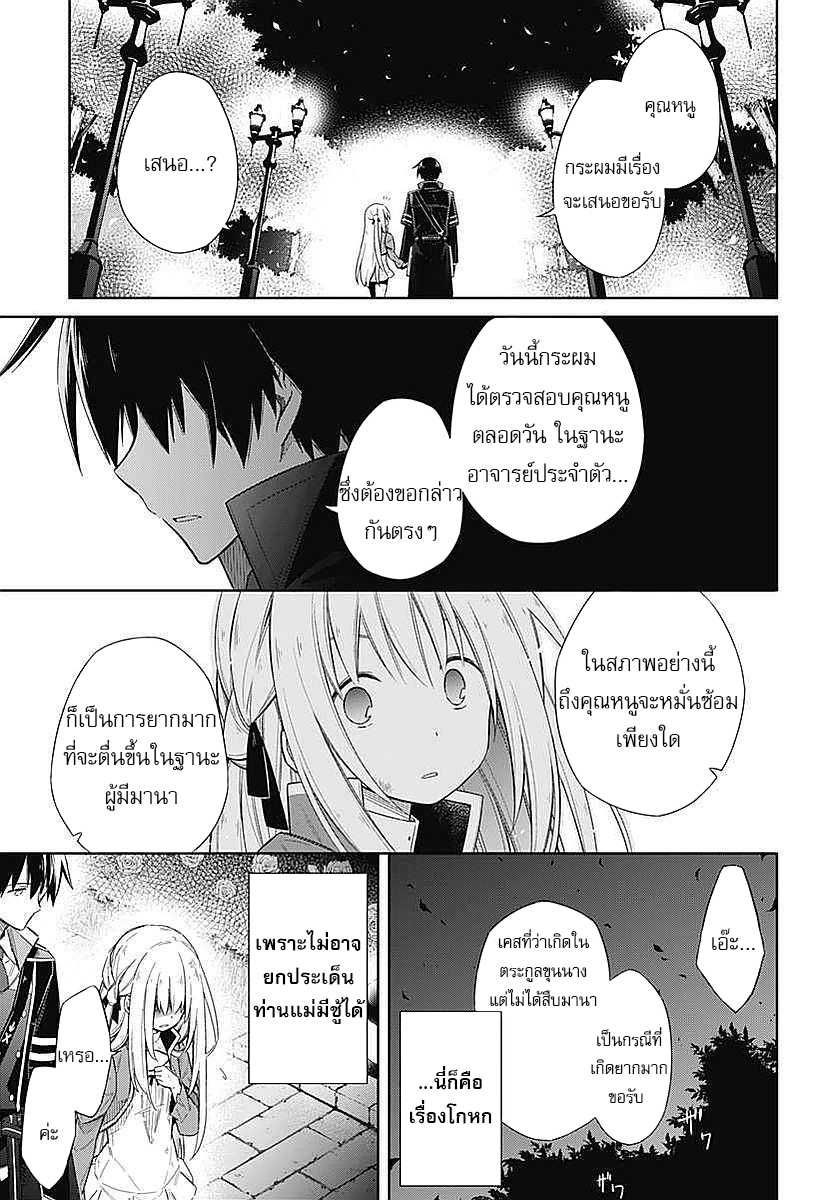 คุณหนู
กระผมมีเรื่อง
จะเสนอขอรับ
เสนอ...?
วันนี้กระผม
ได้ตรวจสอบคุณหนู
ตลอดวัน ในฐานะ
อาจารย์ประจำตัว...
ซึ่งต้องขอกล่าว
กันตรงๆ
ในสภาพอย่างนี้
ถึงคุณหนูจะหมั่นซ้อม
เพียงใด
ก็เป็นการยากมาก
ที่จะตื่นขึ้นในฐานะ
ผู้มีมานา
เอ๊ะ...
เคสที่ว่าเกิดใน
ตระกูลขุนนาง
แต่ไม่ได้สืบมานา
เป็นกรณีที่
เกิดยากมาก
ขอรับ
...นี่ก็คือ
เรื่องโกหก
เพราะไม่อาจ
ยกประเด็น
ท่านแม่มีชู้ได้
เหรอ...
ค่ะ